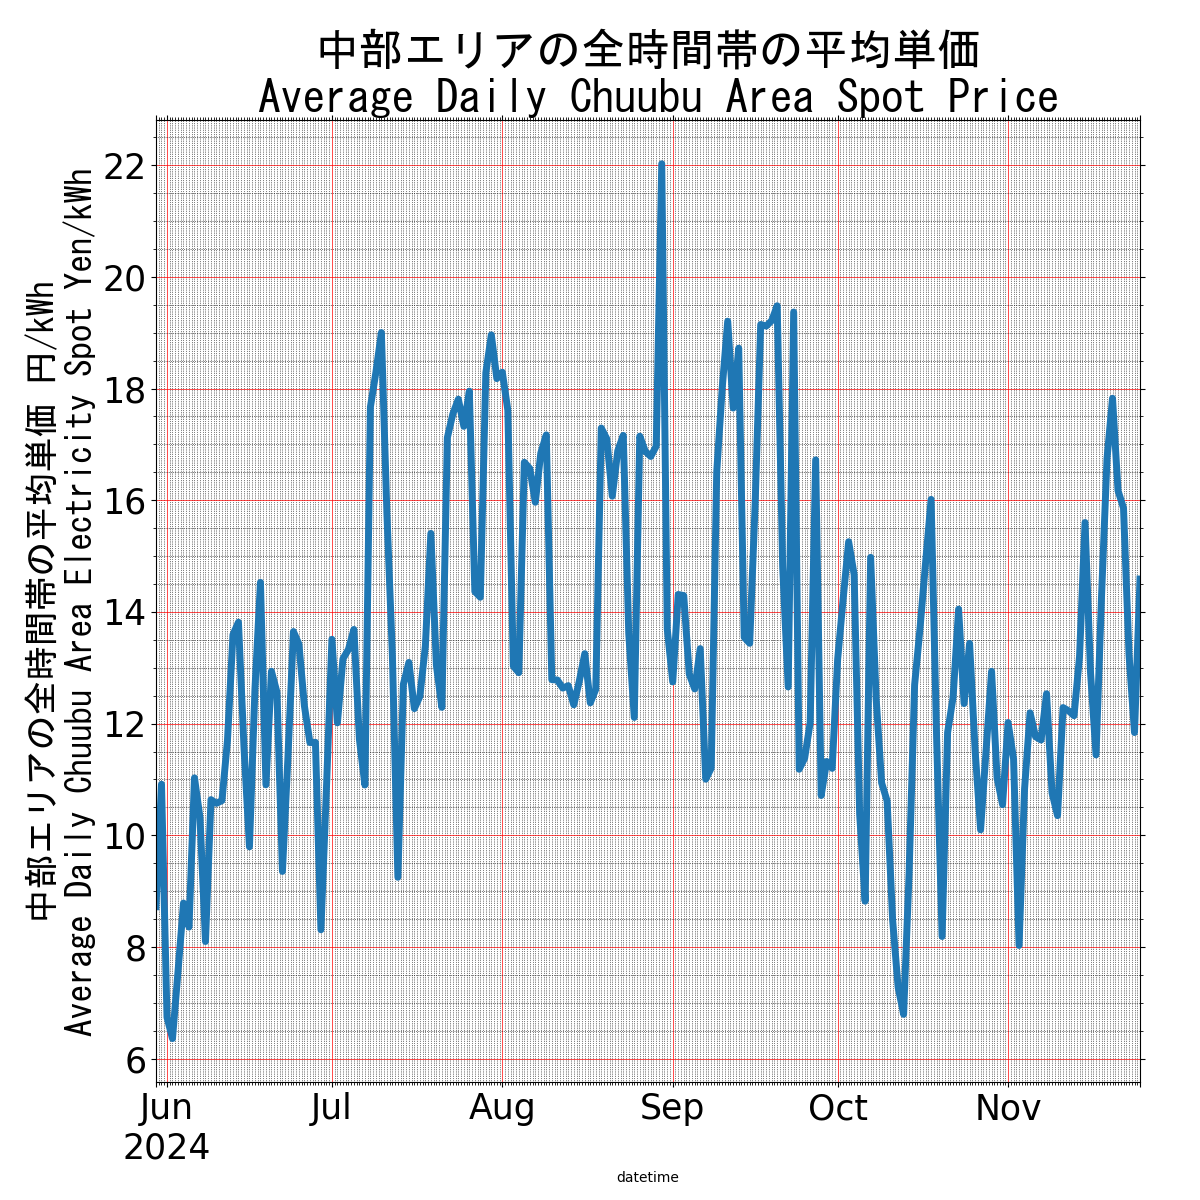 中部エリアの全時間帯の平均単価
Average Daily Chuubu Area Spot Price
中部エリアの全時間帯の平均単価 円/kWh
Average Daily Chuubu Area Electricity Spot Yen/kWh
22
20
18
16
14
12
10
8
6
Jun
Jul
Aug
Sep
Oct
Nov
2024
datetime